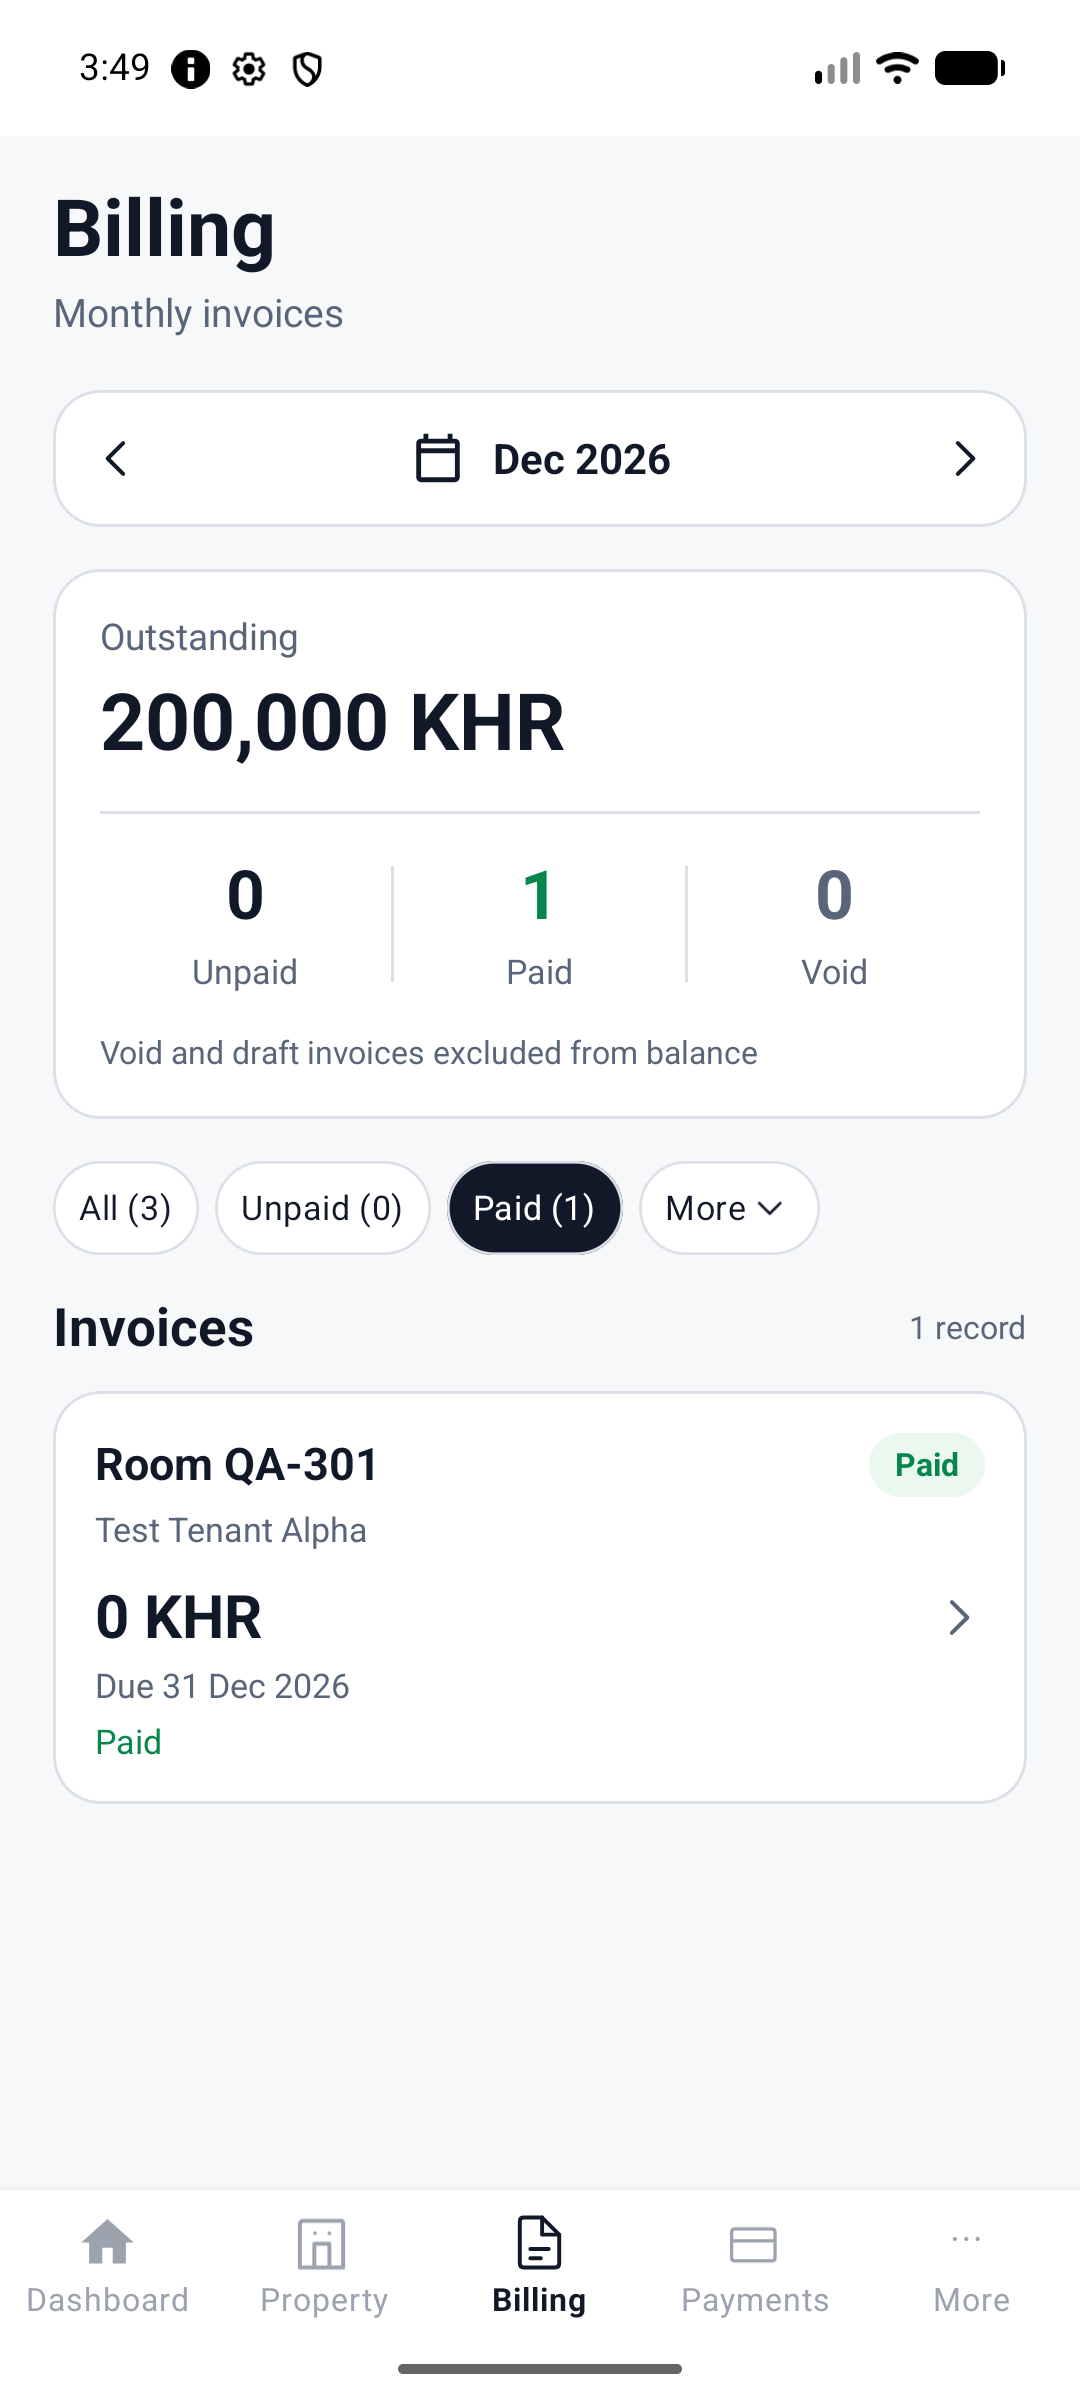 3:49
Billing
Monthly invoices
Dec 2026
Outstanding
200,000 KHR
0 1 0
Unpaid Paid Void
Void and draft invoices excluded from balance
All (3) Unpaid (0) Paid (1) More
Invoices 1 record
Room QA-301 Paid
Test Tenant Alpha
0 KHR
Due 31 Dec 2026
Paid
Dashboard Property Billing Payments More